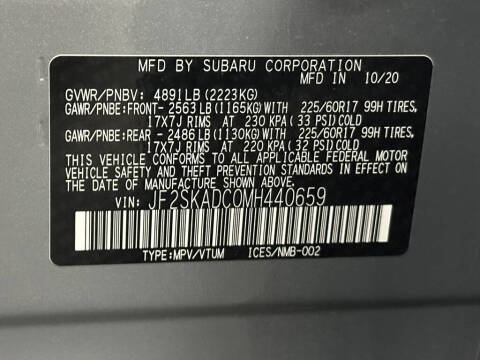 MFD BY SUBARU CORPORATION
MFD IN 10/20
GVWR/PNBV: 4891LB(2223KG)
GAWR/PNBE:FRONT-2563LB(1165KG)WITH 225/60R17 99H TIRES,
17X7J RIMS AT 230 KPA(33 PSI)COLD
GAWR/PNBE:REAR -2486LB(1130KG)WITH 225/60R17 99H TIRES,
17X7J RIMS AT 220 KPA(32 PSI)COLD
THIS VEHICLE CONFORMS TO ALL APPLICABLE FEDERAL MOTOR
VEHICLE SAFETY AND THEFT PREVENTION STANDARDS IN EFFECT
ON THE DATE OF MANUFACTURE SHOWN ABOVE.
VIN: JF2SKADC0MH440659
TYPE:MPV/VTUM ICES/NMB-002